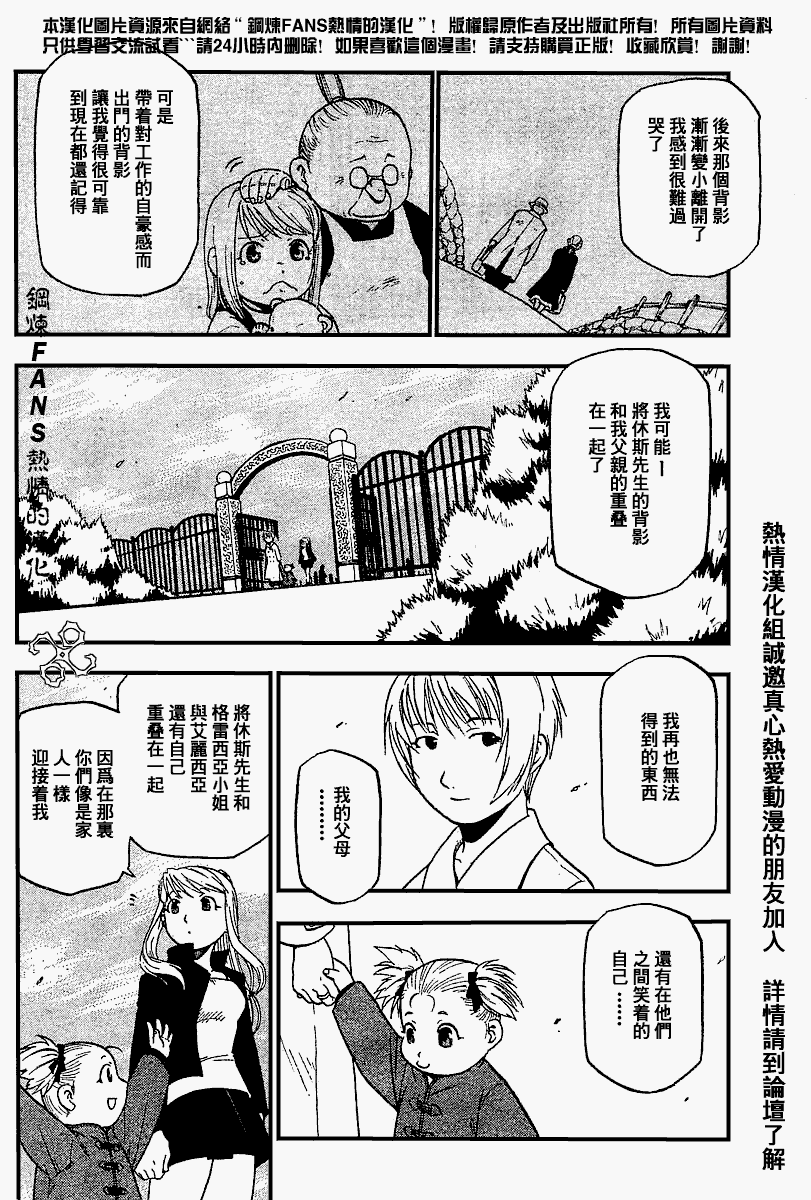 本漢化圖片資源來自網絡“鋼煉FANS熱情的漢化”! 版權歸原作者及出版社所有! 所有圖片資料
只供學習交流試看```請24小時內刪除! 如果喜歡這個漫畫! 請支持購買正版! 收藏欣賞! 謝謝!
後來那個背影
漸漸變小離開了
我感到很難過
哭了
可是
帶着對工作的自豪感而
出門的背影
讓我覺得很可靠
到現在都還記得
鋼煉FANS熱情的漢化
我可能ー
將休斯先生的背影
和我父親的重叠
在一起了
我再也無法
得到的東西
我的父母
………
還有在他們
之間笑着的
自己……
將休斯先生和
格雷西亞小姐
與艾麗西亞
還有自己
重叠在一起
因爲在那裏
你們像是家
人一樣
迎接着我
熱情漢化組誠邀真心熱愛動漫的朋友加入 詳情請到論壇了解